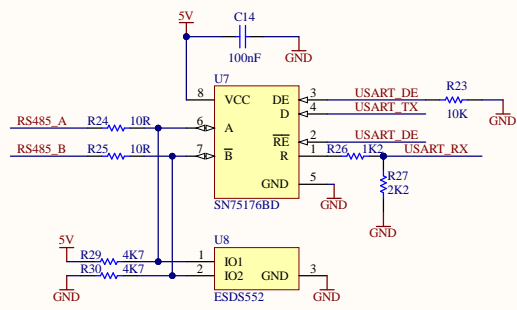 5V
C14
100nF
GND
U7
8 VCC DE 3 USART_DE R23
10K GND
D 4 USART_TX
RS485_A R24 10R 6 A
RE 2 USART_DE
RS485_B R25 10R 7 B R 1 R26 1K2 USART_RX
R27
2K2
GND 5
GND
SN75176BD
GND
U8
5V
R29 4K7 1 IO1
R30 4K7 2 IO2 GND 3
GND
ESDS552
GND